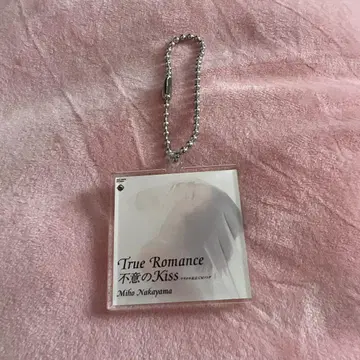 True Romance
不意のKiss
Miho Nakayama